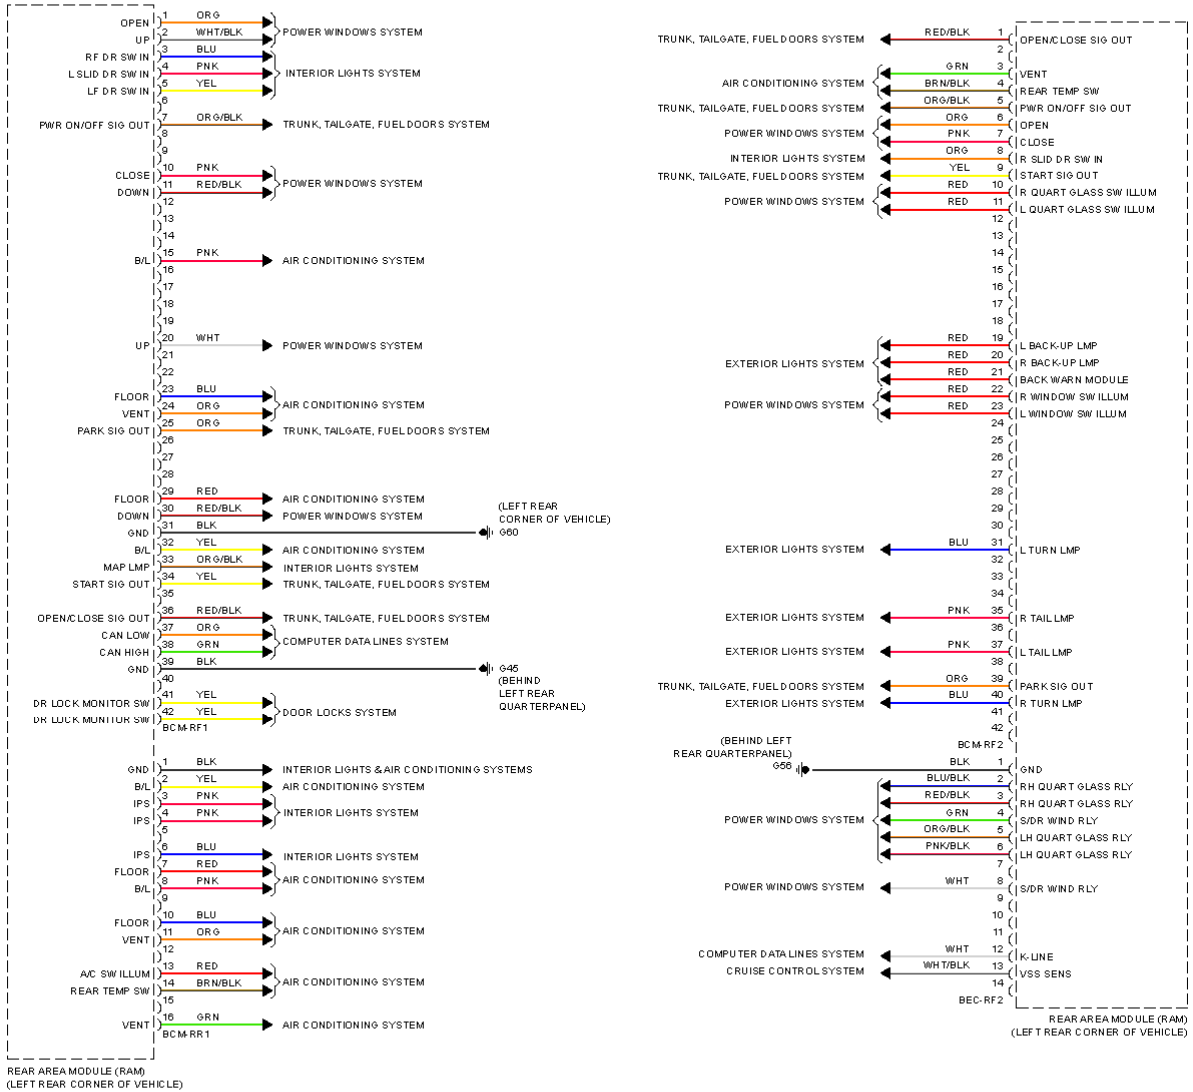 OPEN 1 ORG
UP 2 WHT/BLK POWER WINDOWS SYSTEM
RF DR SW IN 3 BLU
L SLID DR SW IN 4 PNK INTERIOR LIGHTS SYSTEM
LF DR SW IN 5 YEL
6
PWR ON/OFF SIG OUT 7 ORG/BLK TRUNK, TAILGATE, FUEL DOORS SYSTEM
8
9
CLOSE 10 PNK
DOWN 11 RED/BLK POWER WINDOWS SYSTEM
12
13
14
B/L 15 PNK AIR CONDITIONING SYSTEM
16
17
18
19
UP 20 WHT POWER WINDOWS SYSTEM
21
22
FLOOR 23 BLU
VENT 24 ORG AIR CONDITIONING SYSTEM
PARK SIG OUT 25 ORG TRUNK, TAILGATE, FUEL DOORS SYSTEM
26
27
28
FLOOR 29 RED AIR CONDITIONING SYSTEM
DOWN 30 RED/BLK POWER WINDOWS SYSTEM
GND 31 BLK G60
(LEFT REAR
CORNER OF VEHICLE)
B/L 32 YEL AIR CONDITIONING SYSTEM
MAP LMP 33 ORG/BLK INTERIOR LIGHTS SYSTEM
START SIG OUT 34 YEL TRUNK, TAILGATE, FUEL DOORS SYSTEM
35
OPEN/CLOSE SIG OUT 36 RED/BLK TRUNK, TAILGATE, FUEL DOORS SYSTEM
CAN LOW 37 ORG
CAN HIGH 38 GRN COMPUTER DATA LINES SYSTEM
GND 39 BLK G45
(BEHIND
LEFT REAR
QUARTERPANEL)
40
DR LOCK MONITOR SW 41 YEL
DR LOCK MONITOR SW 42 YEL DOOR LOCKS SYSTEM
BCM-RF1
GND 1 BLK INTERIOR LIGHTS & AIR CONDITIONING SYSTEMS
B/L 2 YEL AIR CONDITIONING SYSTEM
IPS 3 PNK
IPS 4 PNK INTERIOR LIGHTS SYSTEM
5
IPS 6 BLU INTERIOR LIGHTS SYSTEM
FLOOR 7 RED
B/L 8 PNK AIR CONDITIONING SYSTEM
9
FLOOR 10 BLU
VENT 11 ORG AIR CONDITIONING SYSTEM
12
A/C SW ILLUM 13 RED
REAR TEMP SW 14 BRN/BLK AIR CONDITIONING SYSTEM
15
VENT 16 GRN AIR CONDITIONING SYSTEM
BCM-RR1
REAR AREA MODULE (RAM)
(LEFT REAR CORNER OF VEHICLE)
TRUNK, TAILGATE, FUEL DOORS SYSTEM RED/BLK 1 OPEN/CLOSE SIG OUT
2
GRN 3 VENT
AIR CONDITIONING SYSTEM BRN/BLK 4 REAR TEMP SW
TRUNK, TAILGATE, FUEL DOORS SYSTEM ORG/BLK 5 PWR ON/OFF SIG OUT
ORG 6 OPEN
POWER WINDOWS SYSTEM PNK 7 CLOSE
INTERIOR LIGHTS SYSTEM ORG 8 R SLID DR SW IN
TRUNK, TAILGATE, FUEL DOORS SYSTEM YEL 9 START SIG OUT
RED 10 R QUART GLASS SW ILLUM
POWER WINDOWS SYSTEM RED 11 L QUART GLASS SW ILLUM
12
13
14
15
16
17
18
RED 19 L BACK-UP LMP
EXTERIOR LIGHTS SYSTEM RED 20 R BACK-UP LMP
RED 21 BACK WARN MODULE
RED 22 R WINDOW SW ILLUM
POWER WINDOWS SYSTEM RED 23 L WINDOW SW ILLUM
24
25
26
27
28
29
30
EXTERIOR LIGHTS SYSTEM BLU 31 L TURN LMP
32
33
34
EXTERIOR LIGHTS SYSTEM PNK 35 R TAIL LMP
36
EXTERIOR LIGHTS SYSTEM PNK 37 L TAIL LMP
38
TRUNK, TAILGATE, FUEL DOORS SYSTEM ORG 39 PARK SIG OUT
EXTERIOR LIGHTS SYSTEM BLU 40 R TURN LMP
41
42
BCM-RF2
(BEHIND LEFT
REAR QUARTERPANEL)
G56 BLK 1 GND
BLU/BLK 2 RH QUART GLASS RLY
RED/BLK 3 RH QUART GLASS RLY
POWER WINDOWS SYSTEM GRN 4 S/DR WIND RLY
ORG/BLK 5 LH QUART GLASS RLY
PNK/BLK 6 LH QUART GLASS RLY
7
POWER WINDOWS SYSTEM WHT 8 S/DR WIND RLY
9
10
11
COMPUTER DATA LINES SYSTEM WHT 12 K-LINE
CRUISE CONTROL SYSTEM WHT/BLK 13 VSS SENS
14
BEC-RF2
REAR AREA MODULE (RAM)
(LEFT REAR CORNER OF VEHICLE)